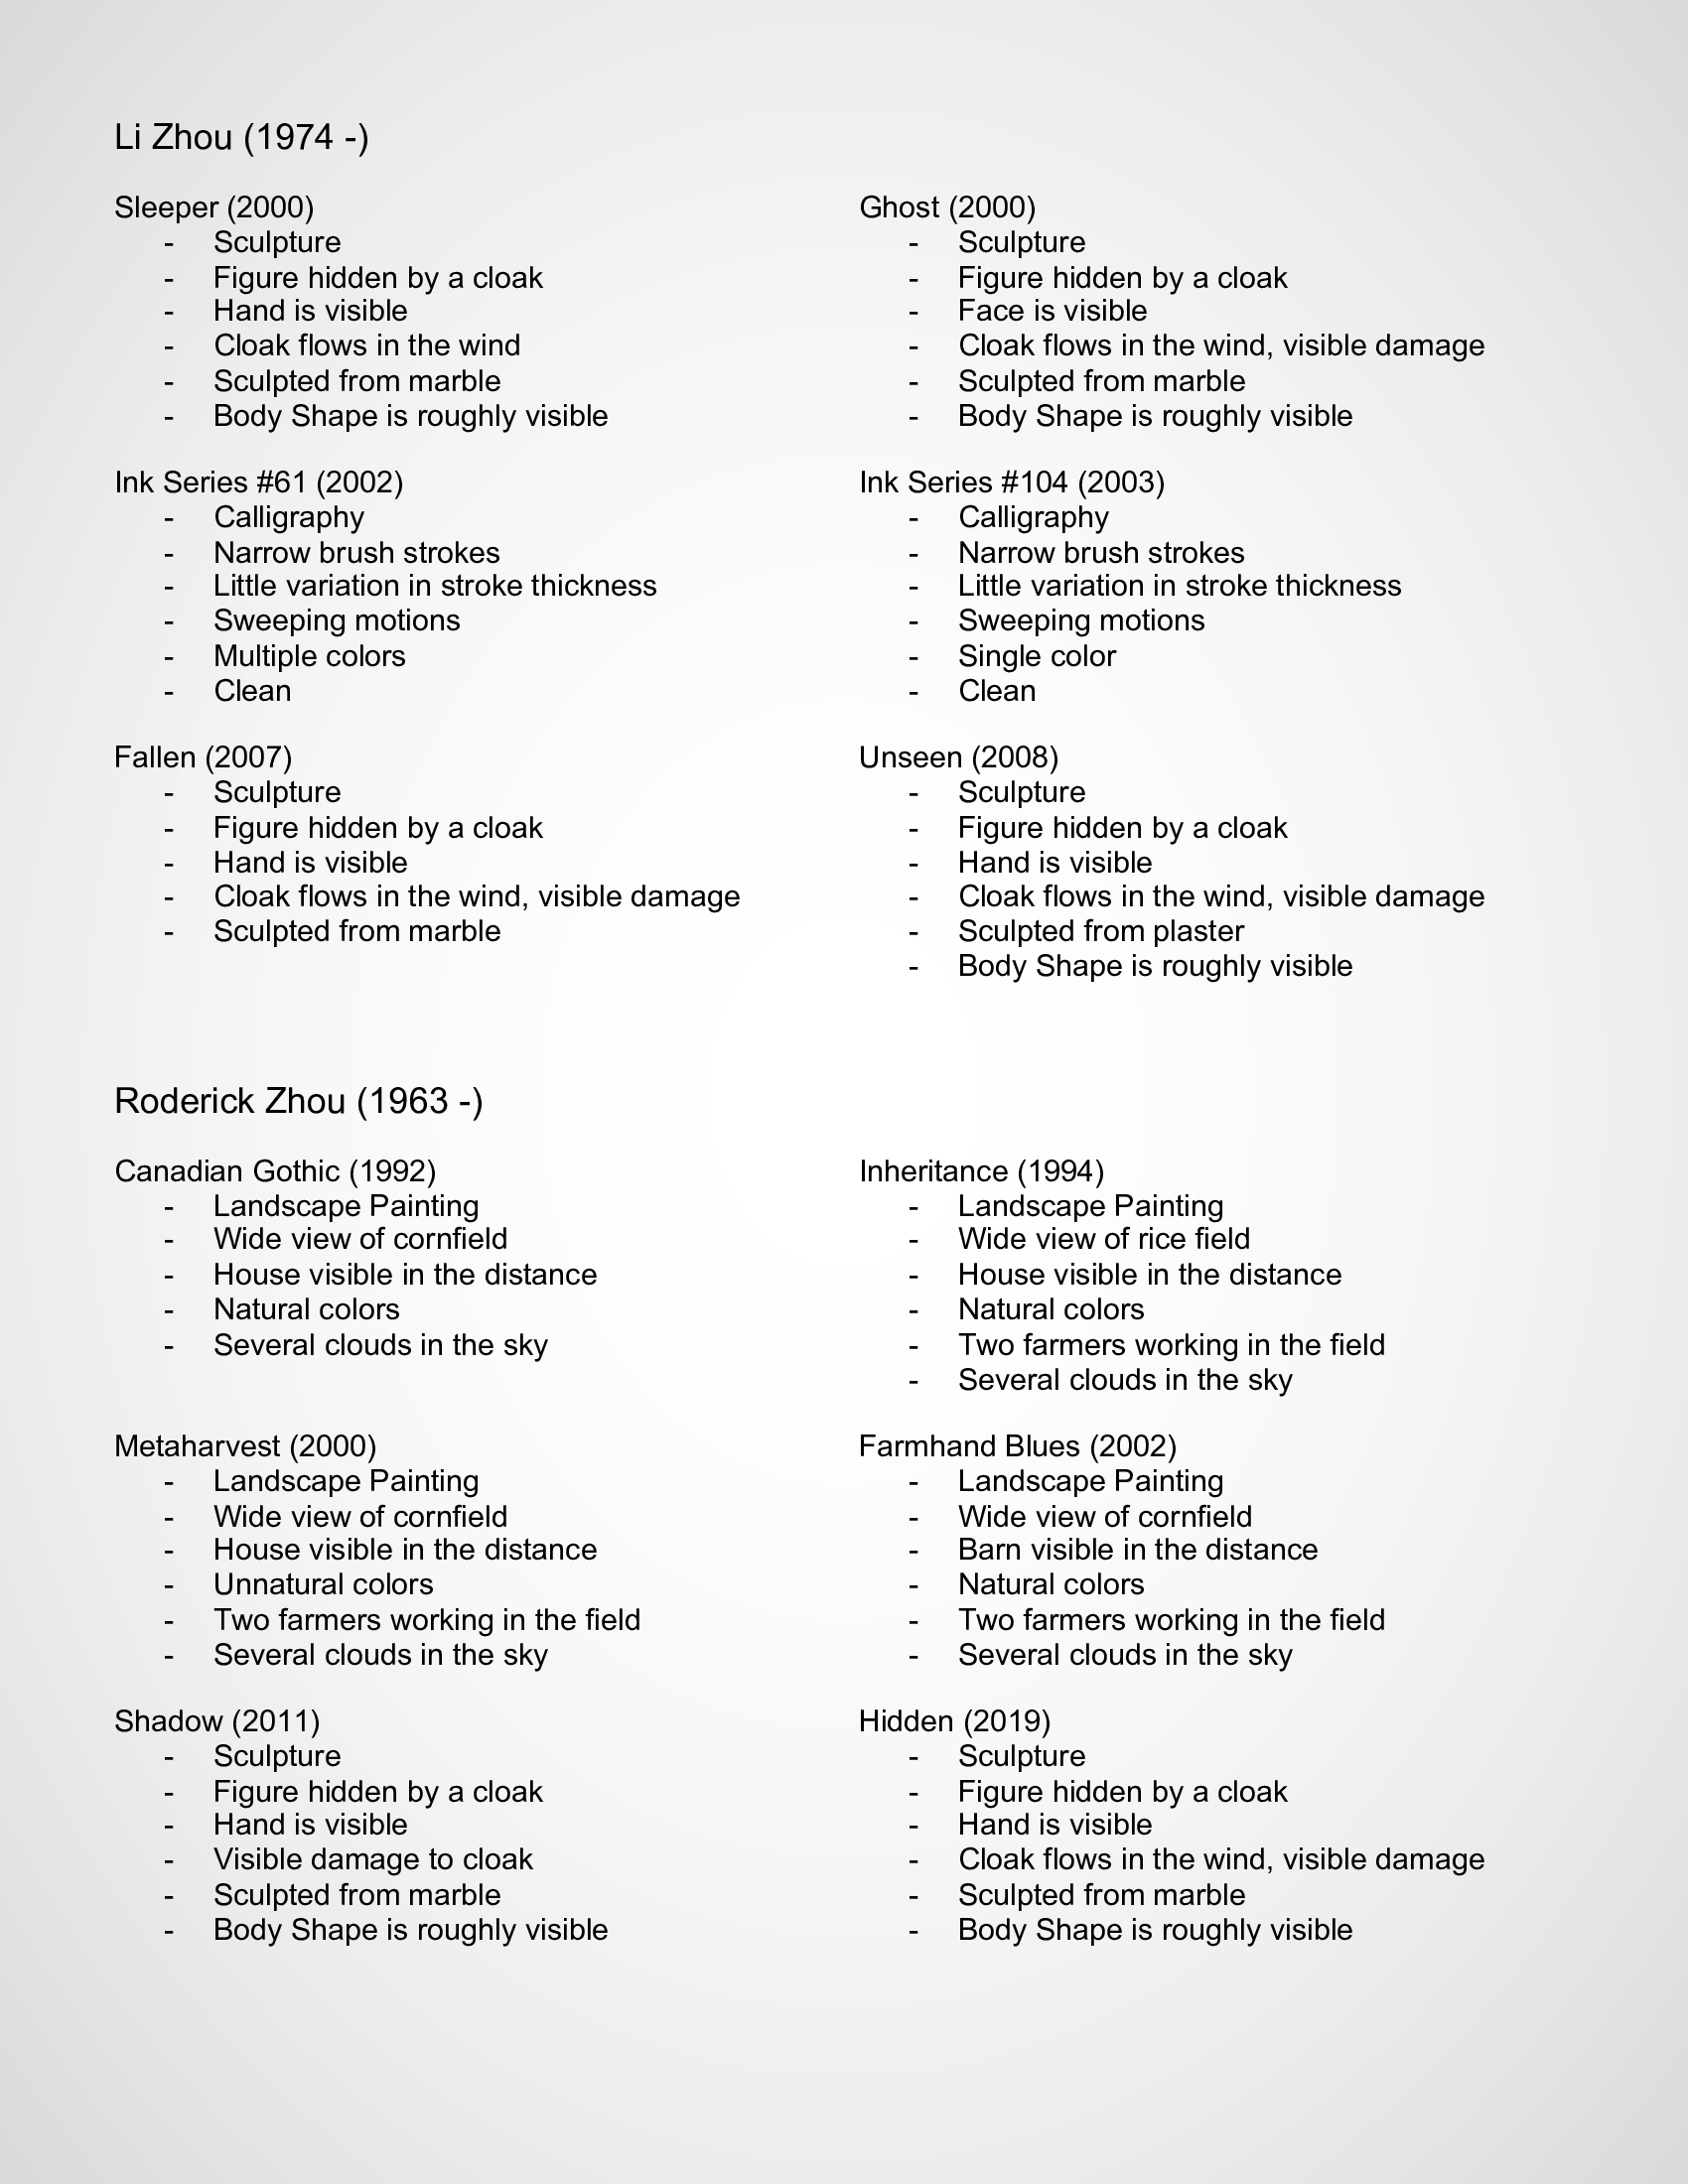 Li Zhou (1974 -)
Sleeper (2000)
- Sculpture
- Figure hidden by a cloak
- Hand is visible
- Cloak flows in the wind
- Sculpted from marble
- Body Shape is roughly visible
Ghost (2000)
- Sculpture
- Figure hidden by a cloak
- Face is visible
- Cloak flows in the wind, visible damage
- Sculpted from marble
- Body Shape is roughly visible
Ink Series #61 (2002)
- Calligraphy
- Narrow brush strokes
- Little variation in stroke thickness
- Sweeping motions
- Multiple colors
- Clean
Ink Series #104 (2003)
- Calligraphy
- Narrow brush strokes
- Little variation in stroke thickness
- Sweeping motions
- Single color
- Clean
Fallen (2007)
- Sculpture
- Figure hidden by a cloak
- Hand is visible
- Cloak flows in the wind, visible damage
- Sculpted from marble
Unseen (2008)
- Sculpture
- Figure hidden by a cloak
- Hand is visible
- Cloak flows in the wind, visible damage
- Sculpted from plaster
- Body Shape is roughly visible
Roderick Zhou (1963 -)
Canadian Gothic (1992)
- Landscape Painting
- Wide view of cornfield
- House visible in the distance
- Natural colors
- Several clouds in the sky
Inheritance (1994)
- Landscape Painting
- Wide view of rice field
- House visible in the distance
- Natural colors
- Two farmers working in the field
- Several clouds in the sky
Metaharvest (2000)
- Landscape Painting
- Wide view of cornfield
- House visible in the distance
- Unnatural colors
- Two farmers working in the field
- Several clouds in the sky
Farmhand Blues (2002)
- Landscape Painting
- Wide view of cornfield
- Barn visible in the distance
- Natural colors
- Two farmers working in the field
- Several clouds in the sky
Shadow (2011)
- Sculpture
- Figure hidden by a cloak
- Hand is visible
- Visible damage to cloak
- Sculpted from marble
- Body Shape is roughly visible
Hidden (2019)
- Sculpture
- Figure hidden by a cloak
- Hand is visible
- Cloak flows in the wind, visible damage
- Sculpted from marble
- Body Shape is roughly visible